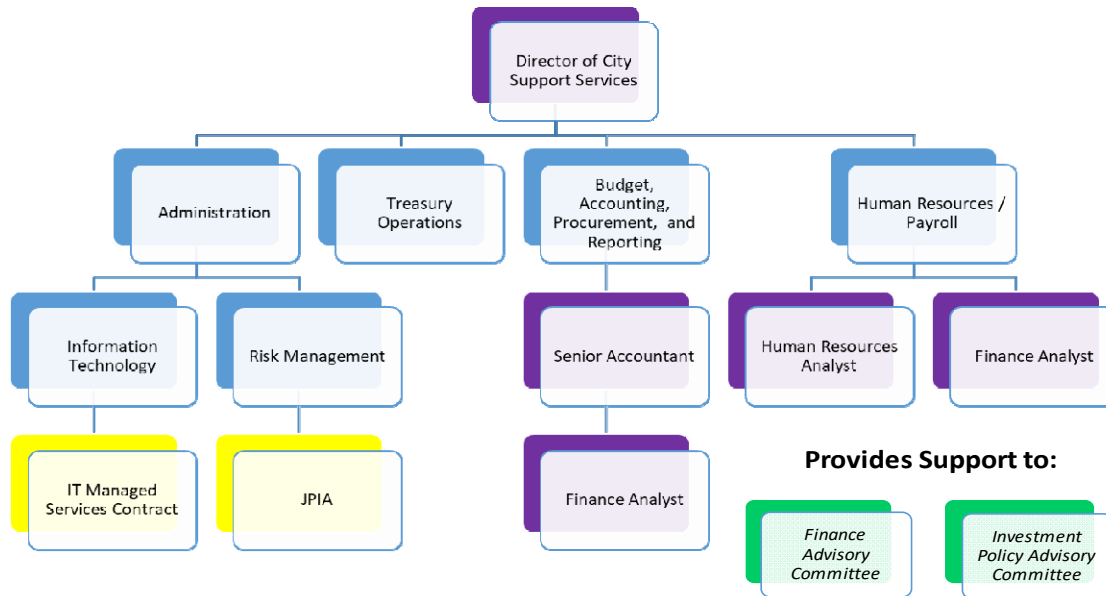 Director of City
Support Services
Administration
Treasury
Operations
Budget,
Accounting,
Procurement, and
Reporting
Human Resources /
Payroll
Information
Technology
Risk Management
Senior Accountant
Human Resources
Analyst
Finance Analyst
IT Managed
Services Contract
JPIA
Finance Analyst
Provides Support to:
Finance
Advisory
Committee
Investment
Policy Advisory
Committee